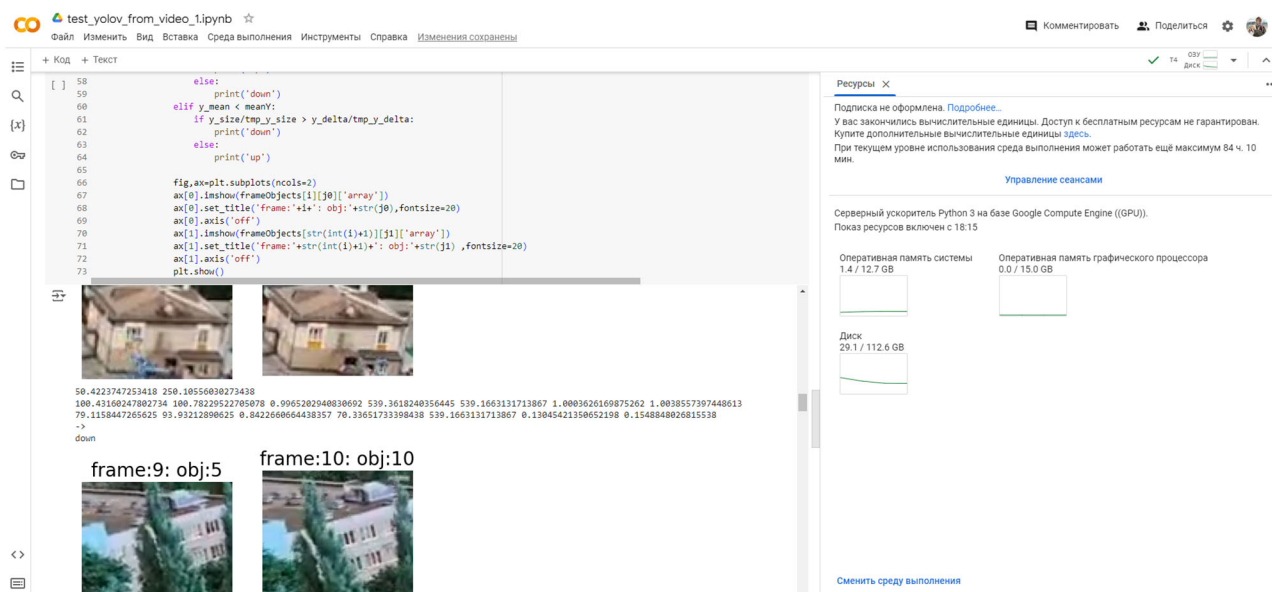 test_yolov_from_video_1.ipynb
Комментировать
Поделиться
Файл Изменить Вид Вставка Среда выполнения Инструменты Справка Изменения сохранены
+ Код + Текст
T4
ОЗУ
Диск
{x}
[ ]
58 else:
59 print('down')
60 elif y_mean < meanY:
61 if y_size/tmp_y_size > y_delta/tmp_y_delta:
62 print('down')
63 else:
64 print('up')
65
66 fig,ax=plt.subplots(ncols=2)
67 ax[0].imshow(frameObjects[i][j0]['array'])
68 ax[0].set_title('frame:'+i+': obj:'+str(j0),fontsize=20)
69 ax[0].axis('off')
70 ax[1].imshow(frameObjects[str(int(i)+1)][j1]['array'])
71 ax[1].set_title('frame:'+str(int(i)+1)+': obj:'+str(j1) ,fontsize=20)
72 ax[1].axis('off')
73 plt.show()
50.4223747253418 250.10556030273438
100.43160247802734 100.78229522705078 0.9965202940830692 539.3618240356445 539.1663131713867 1.0003626169875262 1.0038557397448613
79.1158447265625 93.93212890625 0.8422660664438357 70.33651733398438 539.1663131713867 0.13045421350652198 0.1548848026815538
->
down
frame:9: obj:5
frame:10: obj:10
Ресурсы
Подписка не оформлена. Подробнее…
У вас закончились вычислительные единицы. Доступ к бесплатным ресурсам не гарантирован.
Купите дополнительные вычислительные единицы здесь.
При текущем уровне использования среда выполнения может работать ещё максимум 84 ч. 10
мин.
Управление сеансами
Серверный ускоритель Python 3 на базе Google Compute Engine ((GPU)).
Показ ресурсов включен с 18:15
Оперативная память системы
1.4 / 12.7 GB
Оперативная память графического процессора
0.0 / 15.0 GB
Диск
29.1 / 112.6 GB
Сменить среду выполнения